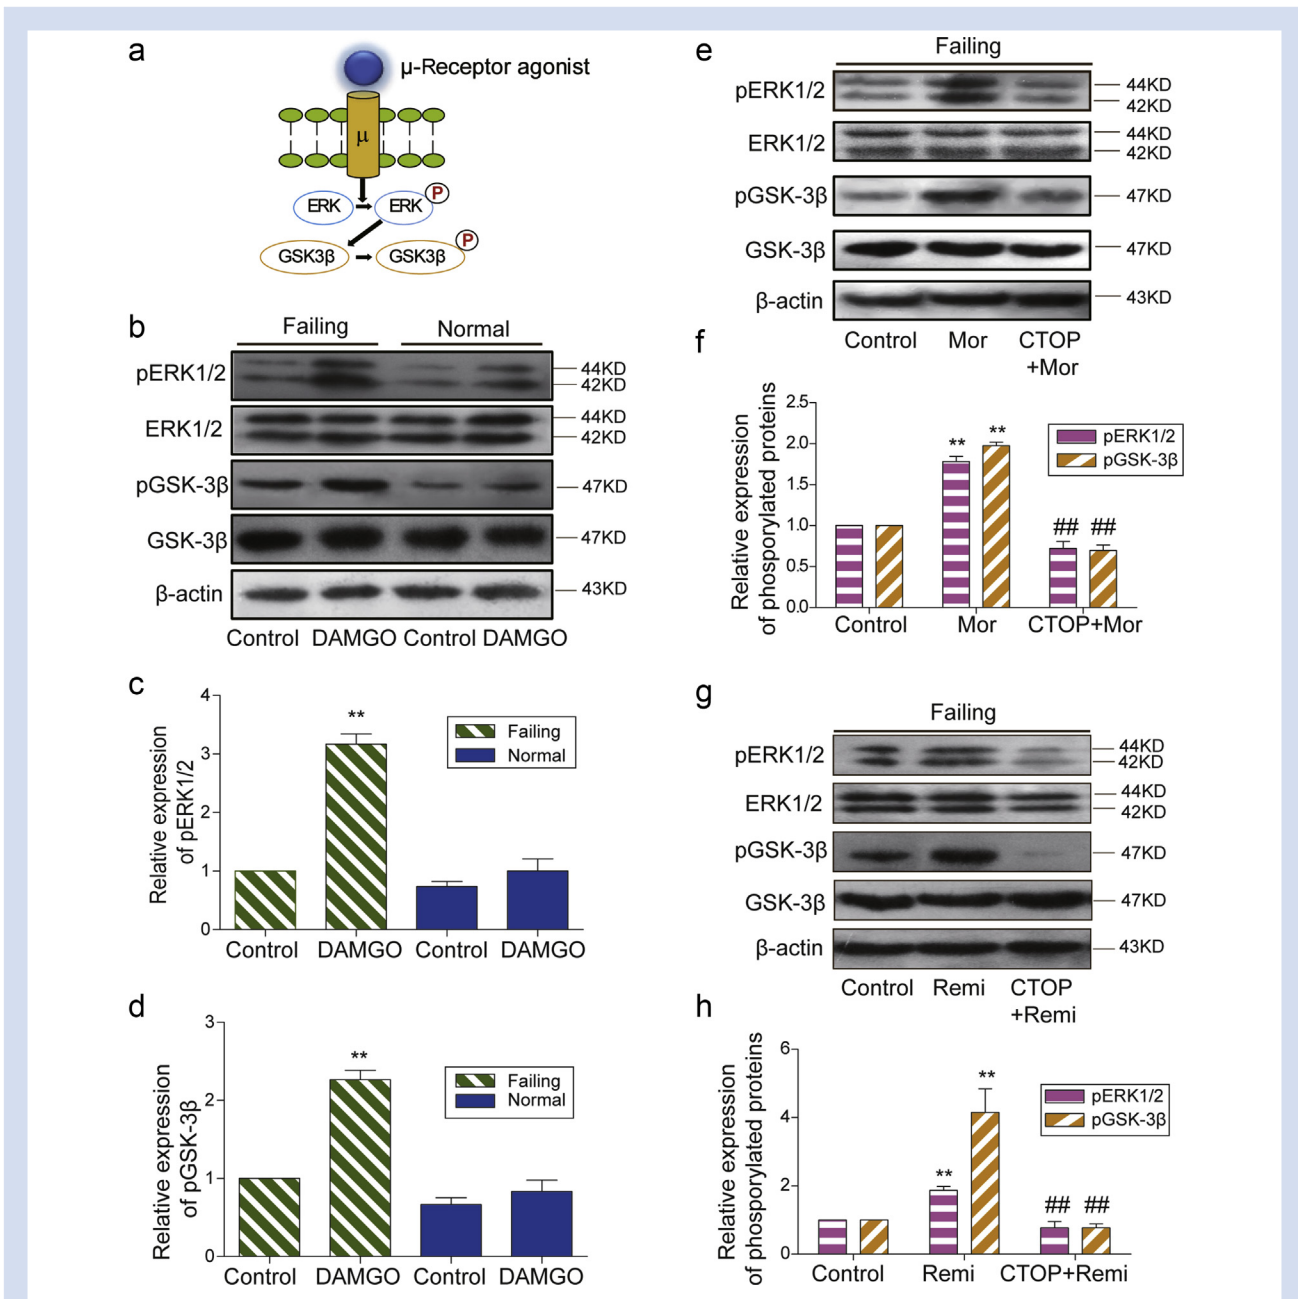 a
μ-Receptor agonist
μ
ERK
ERK
P
GSK3β
GSK3β
P
b
Failing
Normal
pERK1/2
44KD
42KD
ERK1/2
44KD
42KD
pGSK-3β
47KD
GSK-3β
47KD
β-actin
43KD
Control DAMGO Control DAMGO
c
Relative expression
of pERK1/2
4
3
2
1
0
**
Failing
Normal
Control DAMGO Control DAMGO
d
Relative expression
of pGSK-3β
3
2
1
0
**
Failing
Normal
Control DAMGO Control DAMGO
e
Failing
pERK1/2
44KD
42KD
ERK1/2
44KD
42KD
pGSK-3β
47KD
GSK-3β
47KD
β-actin
43KD
Control Mor CTOP
+Mor
f
Relative expression
of phosporylated proteins
2.5
2.0
1.5
1.0
0.5
0.0
** **
## ##
pERK1/2
pGSK-3β
Control Mor CTOP+Mor
g
Failing
pERK1/2
44KD
42KD
ERK1/2
44KD
42KD
pGSK-3β
47KD
GSK-3β
47KD
β-actin
43KD
Control Remi CTOP
+Remi
h
Relative expression
of phosporylated proteins
6
4
2
0
** **
## ##
pERK1/2
pGSK-3β
Control Remi CTOP+Remi